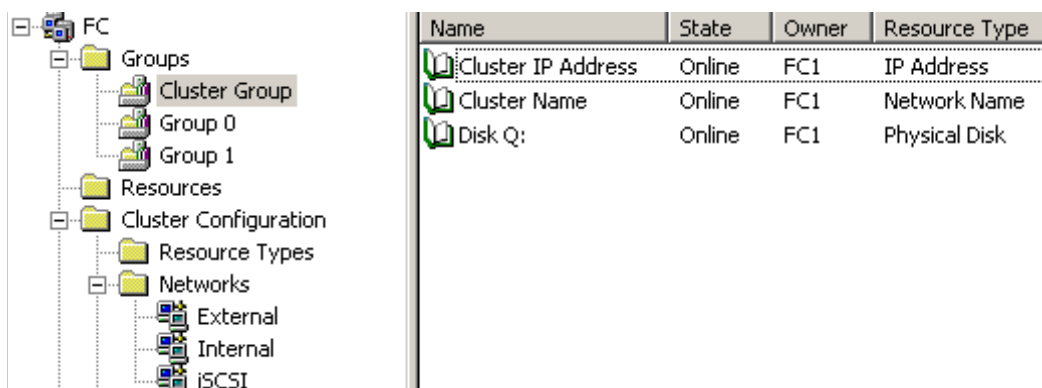 FC
Groups
Cluster Group
Group 0
Group 1
Resources
Cluster Configuration
Resource Types
Networks
External
Internal
iSCSI
Name State Owner Resource Type
Cluster IP Address Online FC1 IP Address
Cluster Name Online FC1 Network Name
Disk Q: Online FC1 Physical Disk